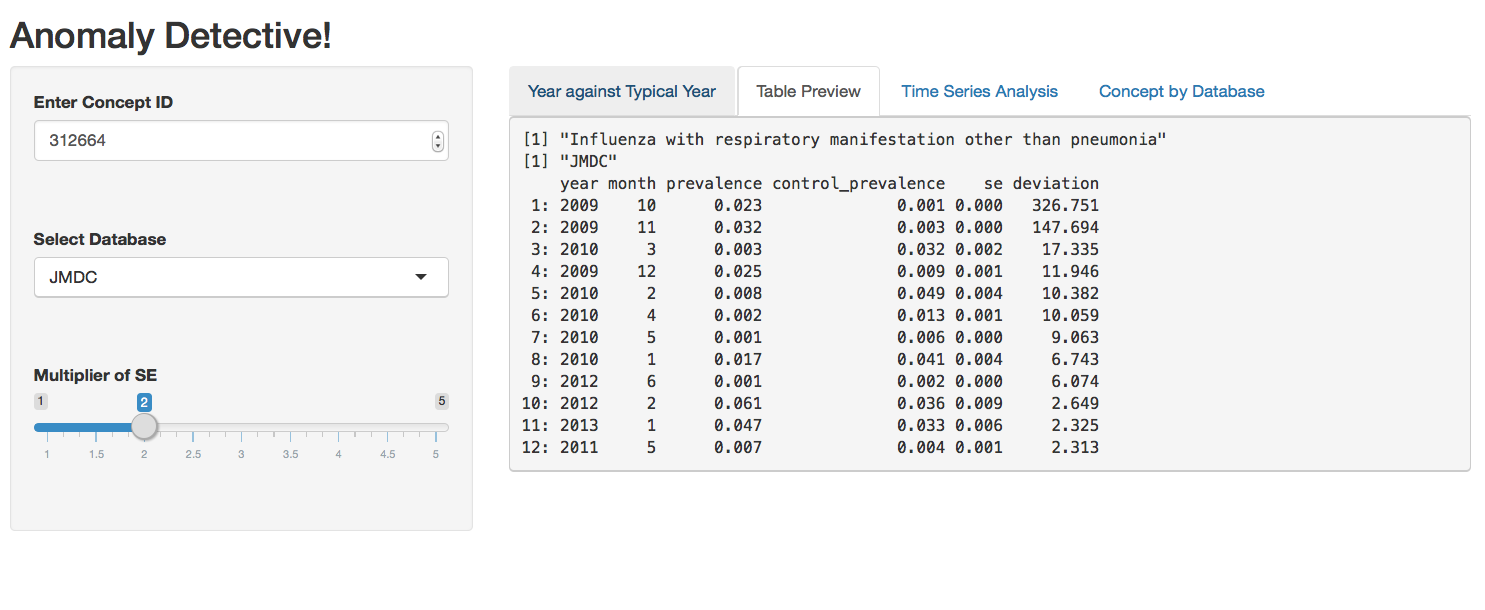 Anomaly Detective!
Enter Concept ID
312664
Select Database
JMDC
Multiplier of SE
1 2 5
1 1.5 2 2.5 3 3.5 4 4.5 5
Year against Typical Year Table Preview Time Series Analysis Concept by Database
[1] "Influenza with respiratory manifestation other than pneumonia"
[1] "JMDC"
year month prevalence control_prevalence se deviation
1: 2009 10 0.023 0.001 0.000 326.751
2: 2009 11 0.032 0.003 0.000 147.694
3: 2010 3 0.003 0.032 0.002 17.335
4: 2009 12 0.025 0.009 0.001 11.946
5: 2010 2 0.008 0.049 0.004 10.382
6: 2010 4 0.002 0.013 0.001 10.059
7: 2010 5 0.001 0.006 0.000 9.063
8: 2010 1 0.017 0.041 0.004 6.743
9: 2012 6 0.001 0.002 0.000 6.074
10: 2012 2 0.061 0.036 0.009 2.649
11: 2013 1 0.047 0.033 0.006 2.325
12: 2011 5 0.007 0.004 0.001 2.313